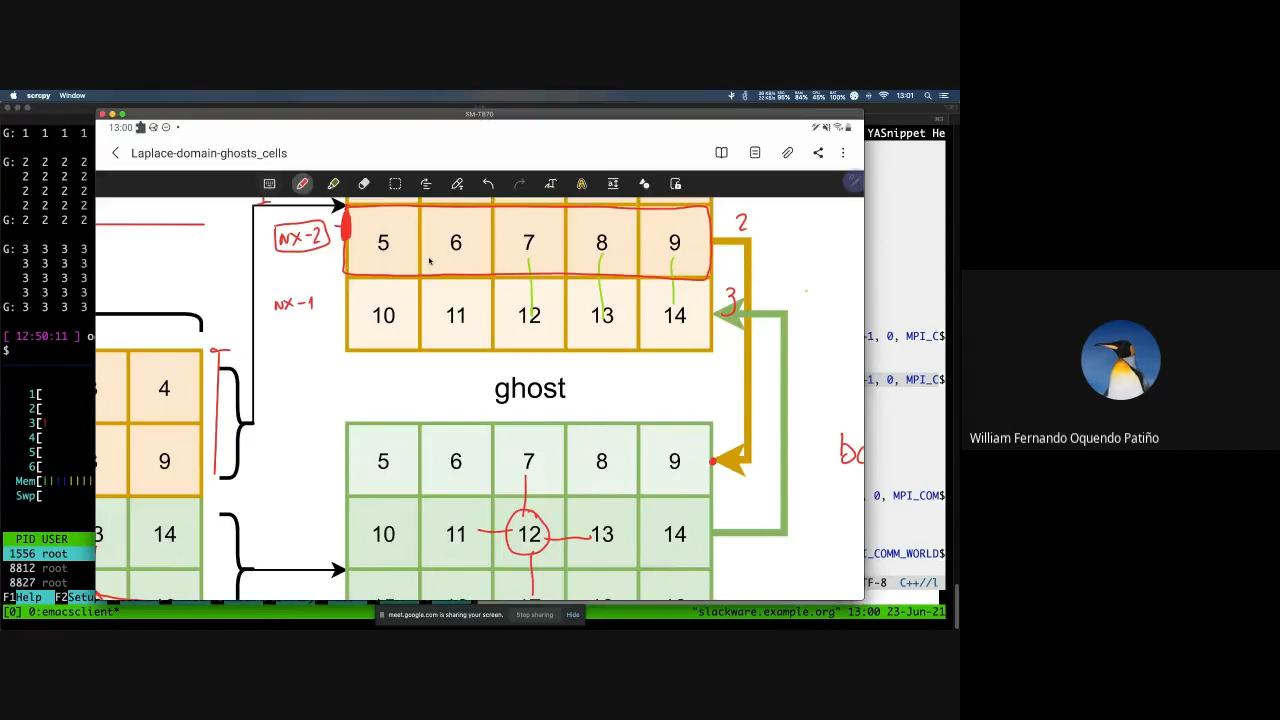 scrcpy Window
13:01
SM-T870
13:00
Laplace-domain-ghosts_cells
YASnippet He
G: 1 1 1 1
G: 2 2 2 2
2 2 2 2
2 2 2 2
2 2 2 2
G: 2 2 2 2
G: 3 3 3 3
3 3 3 3
3 3 3 3
3 3 3 3
G: 3 3 3 3
[ 12:50:11 ] o
$
NX-2
5 6 7 8 9
2
NX-1
10 11 12 13 14
3
4
9
14
ghost
5 6 7 8 9
10 11 12 13 14
-1, 0, MPI_C$
-1, 0, MPI_C$
, 0, MPI_COM$
I_COMM_WORLD$
TF-8 C++//l
1[
2[
3[
4[
5[
6[
Mem[
Swp[
PID USER
1556 root
8812 root
8827 root
F1Help F2Setu
[0] 0:emacsclient*
"slackware.example.org" 13:00 23-Jun-21
meet.google.com is sharing your screen. Stop sharing Hide
William Fernando Oquendo Patiño